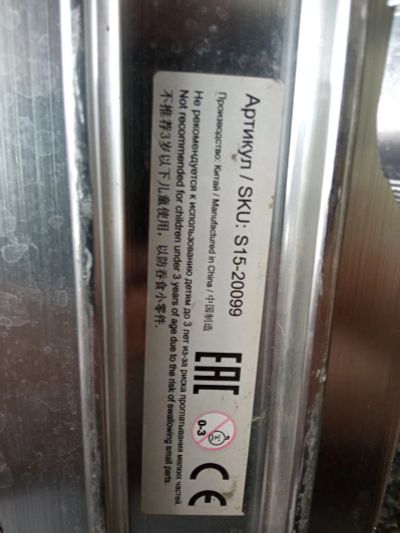 Артикул / SKU: S15-20099
Производство: Китай / Manufactured in China / 中国制造
Не рекомендуется к использованию детям до 3 лет из-за риска проглатывания мелких частей
Not recommended for children under 3 years of age due to the risk of swallowing small parts.
不推荐3岁以下儿童使用，以防吞食小零件.
EAC
0-3
CE